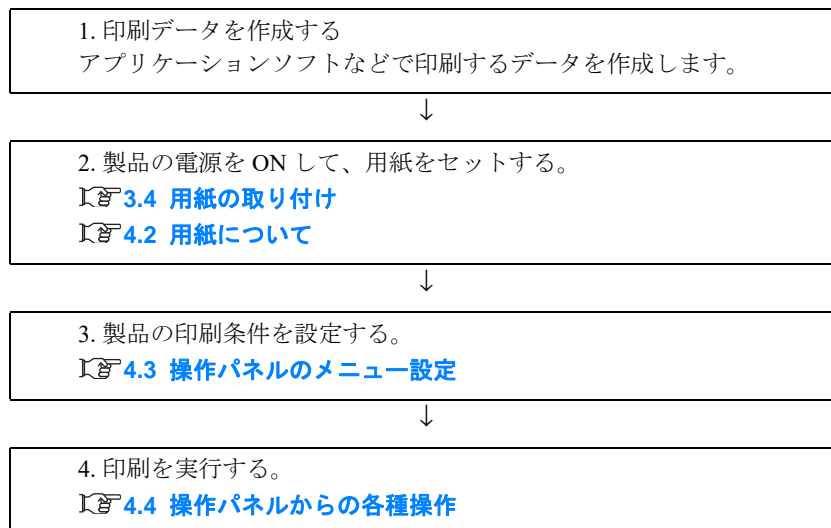 1. 印刷データを作成する
アプリケーションソフトなどで印刷するデータを作成します。
↓
2. 製品の電源を ON して、用紙をセットする。
3.4 用紙の取り付け
4.2 用紙について
↓
3. 製品の印刷条件を設定する。
4.3 操作パネルのメニュー設定
↓
4. 印刷を実行する。
4.4 操作パネルからの各種操作